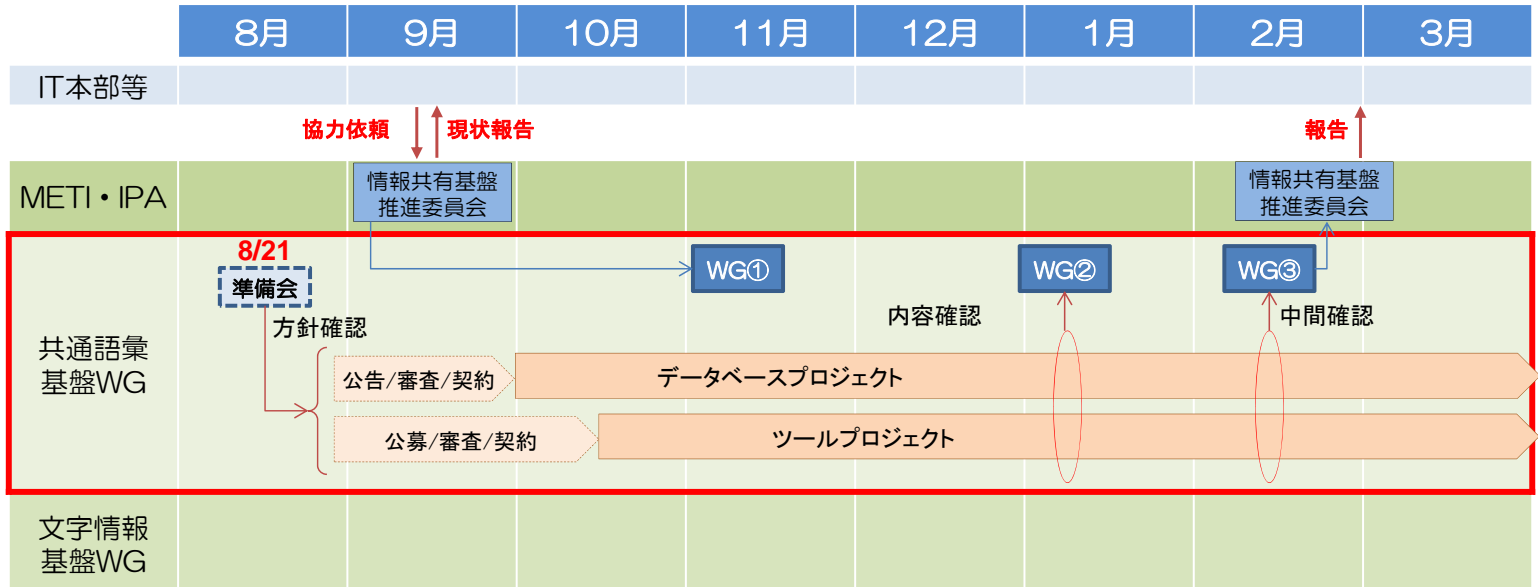 8月 9月 10月 11月 12月 1月 2月 3月
IT本部等
協力依頼 現状報告 報告
METI・IPA
情報共有基盤
推進委員会
情報共有基盤
推進委員会
8/21
準備会
WG①
WG②
WG③
方針確認
内容確認
中間確認
共通語彙
基盤WG
公告/審査/契約
データベースプロジェクト
公募/審査/契約
ツールプロジェクト
文字情報
基盤WG